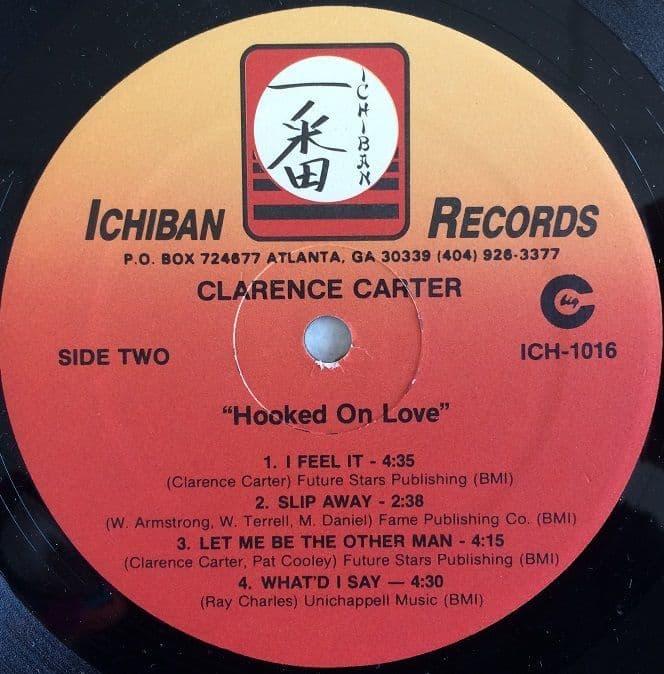 一番
ICHIBAN
ICHIBAN RECORDS
P.O. BOX 724677 ATLANTA, GA 30339 (404) 926-3377
CLARENCE CARTER
big C
SIDE TWO
ICH-1016
"Hooked On Love"
1. I FEEL IT - 4:35
(Clarence Carter) Future Stars Publishing (BMI)
2. SLIP AWAY - 2:38
(W. Armstrong, W. Terrell, M. Daniel) Fame Publishing Co. (BMI)
3. LET ME BE THE OTHER MAN - 4:15
(Clarence Carter, Pat Cooley) Future Stars Publishing (BMI)
4. WHAT'D I SAY — 4:30
(Ray Charles) Unichappell Music (BMI)